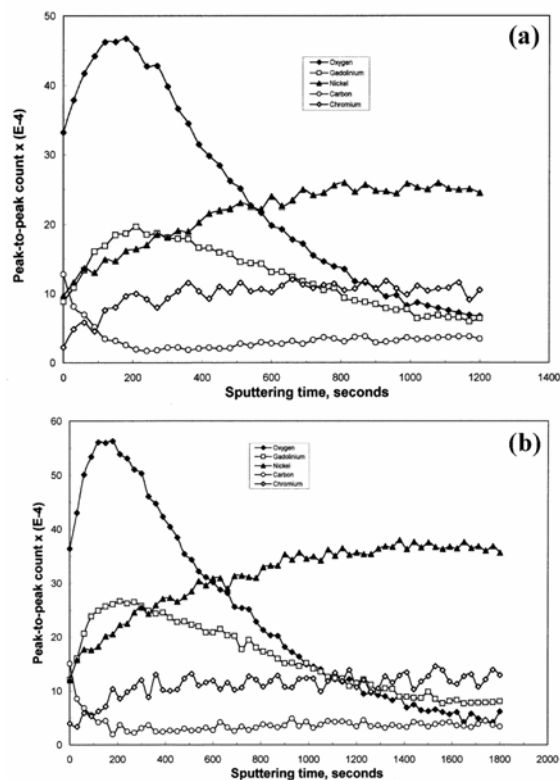 (a)
50
40
30
20
10
0
Peak-to-peak count x (E-4)
Oxygen
Gadolinium
Nickel
Carbon
Chromium
0 200 400 600 800 1000 1200 1400
Sputtering time, seconds
(b)
60
50
40
30
20
10
0
Peak-to-peak count x (E-4)
Oxygen
Gadolinium
Nickel
Carbon
Chromium
0 200 400 600 800 1000 1200 1400 1600 1800 2000
Sputtering time, seconds